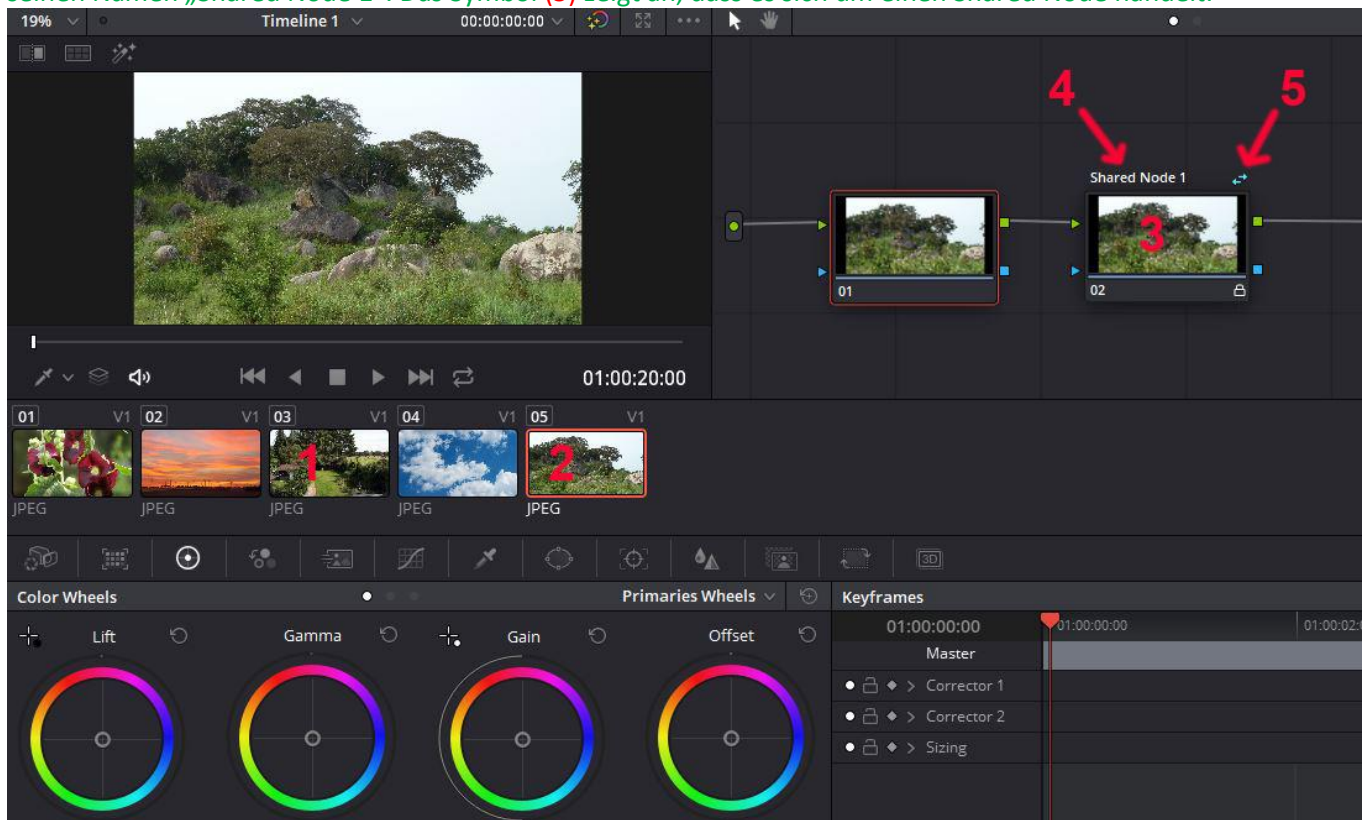 seinen Namen „Shared Node 1“. Das Symbol (5) zeigt an, dass es sich um einen Shared Node handelt.
19% Timeline 1 00:00:00:00
4 5
Shared Node 1
3
01 02
01:00:20:00
01 V1 02 V1 03 V1 04 V1 05 V1
1 2
JPEG JPEG JPEG JPEG JPEG
3D
Color Wheels Primaries Wheels Keyframes
Lift Gamma Gain Offset
01:00:00:00 01:00:00:00 01:00:02:
Master
Corrector 1
Corrector 2
Sizing